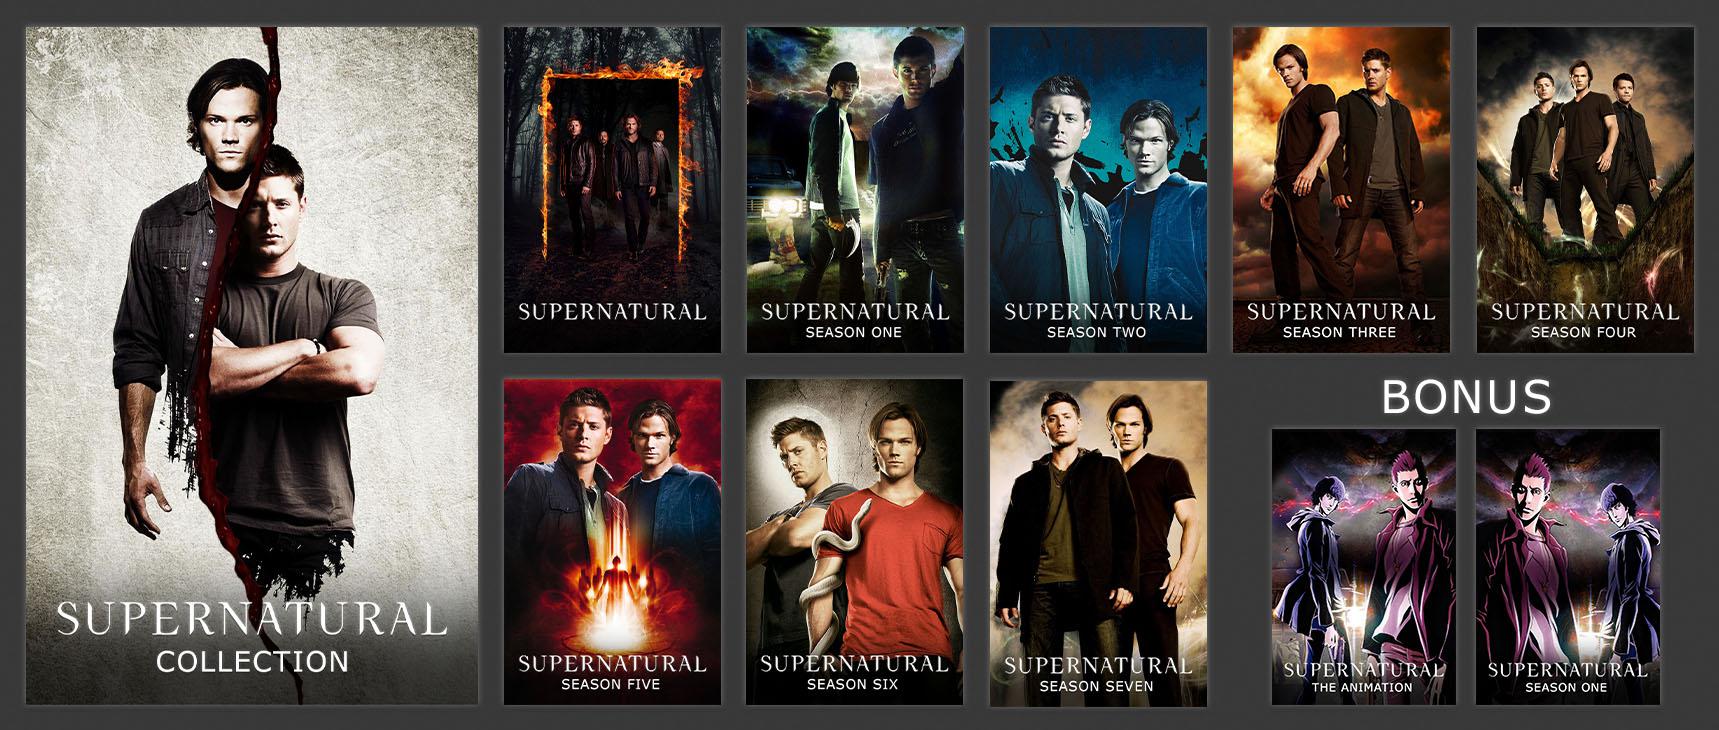 SUPERNATURAL
COLLECTION
SUPERNATURAL
SUPERNATURAL
SEASON ONE
SUPERNATURAL
SEASON TWO
SUPERNATURAL
SEASON THREE
SUPERNATURAL
SEASON FOUR
SUPERNATURAL
SEASON FIVE
SUPERNATURAL
SEASON SIX
SUPERNATURAL
SEASON SEVEN
BONUS
SUPERNATURAL
THE ANIMATION
SUPERNATURAL
SEASON ONE